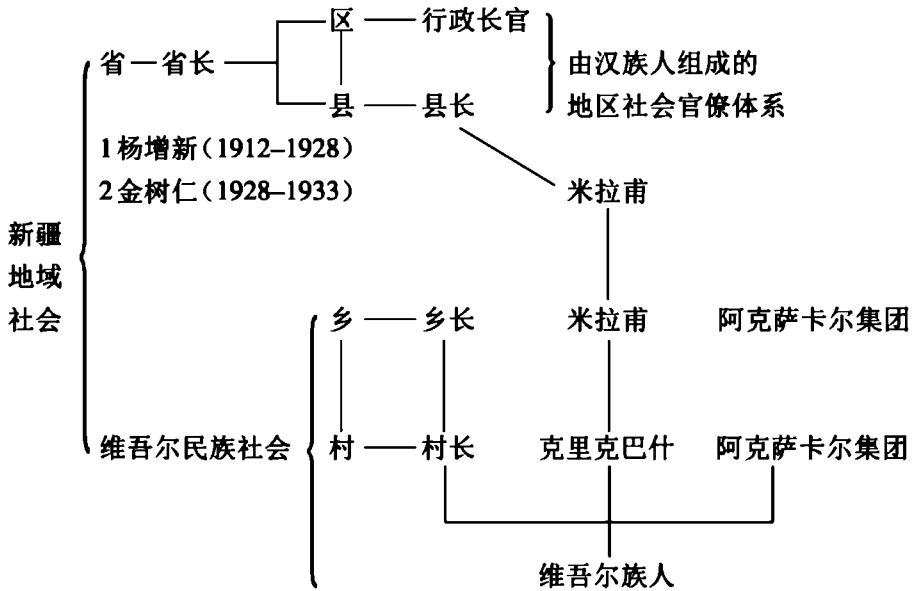 区 行政长官
省 省长
由汉族人组成的
县 县长
地区社会官僚体系
1杨增新（1912–1928）
2金树仁（1928–1933）
米拉甫
新疆
地域
社会
乡 乡长 米拉甫 阿克萨卡尔集团
维吾尔民族社会 村 村长 克里克巴什 阿克萨卡尔集团
维吾尔族人